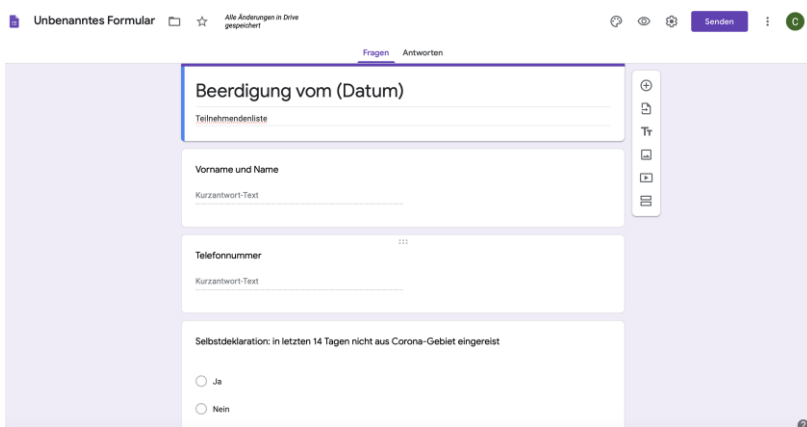 Unbenanntes Formular
Alle Änderungen in Drive
gespeichert
Senden
C
Fragen Antworten
Beerdigung vom (Datum)
Teilnehmendenliste
Vorname und Name
Kurzantwort-Text
Telefonnummer
Kurzantwort-Text
Selbstdeklaration: in letzten 14 Tagen nicht aus Corona-Gebiet eingereist
Ja
Nein